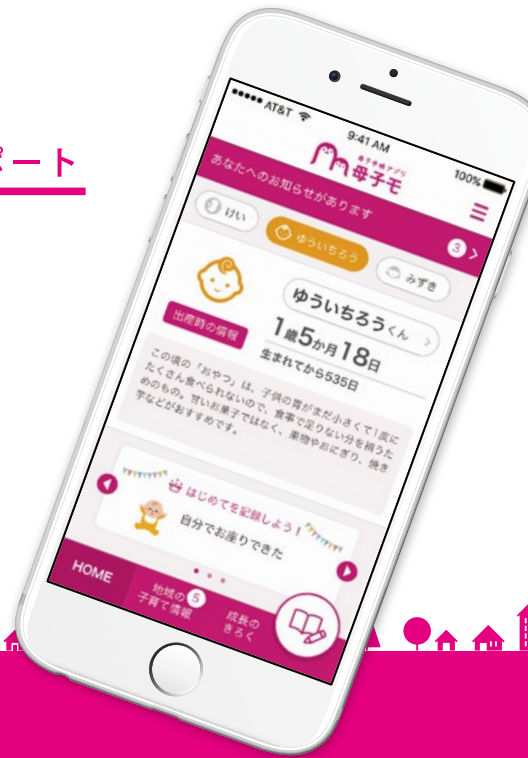 ポート
AT&T
9:41 AM
100%
母子手帳アプリ
母子モ
あなたへのお知らせがあります
3
けい
ゆういちろう
みずき
ゆういちろうくん
1歳5か月18日
生まれてから535日
出産時の情報
この頃の「おやつ」は、子供の胃がまだ小さくて1度に
たくさん食べられないので、食事で足りない分を補うた
めのもの。甘いお菓子ではなく、果物やおにぎり、焼き
芋などがおすすめです。
はじめてを記録しよう!
自分でお座りできた
HOME
地域の
子育て情報
5
成長の
きろく